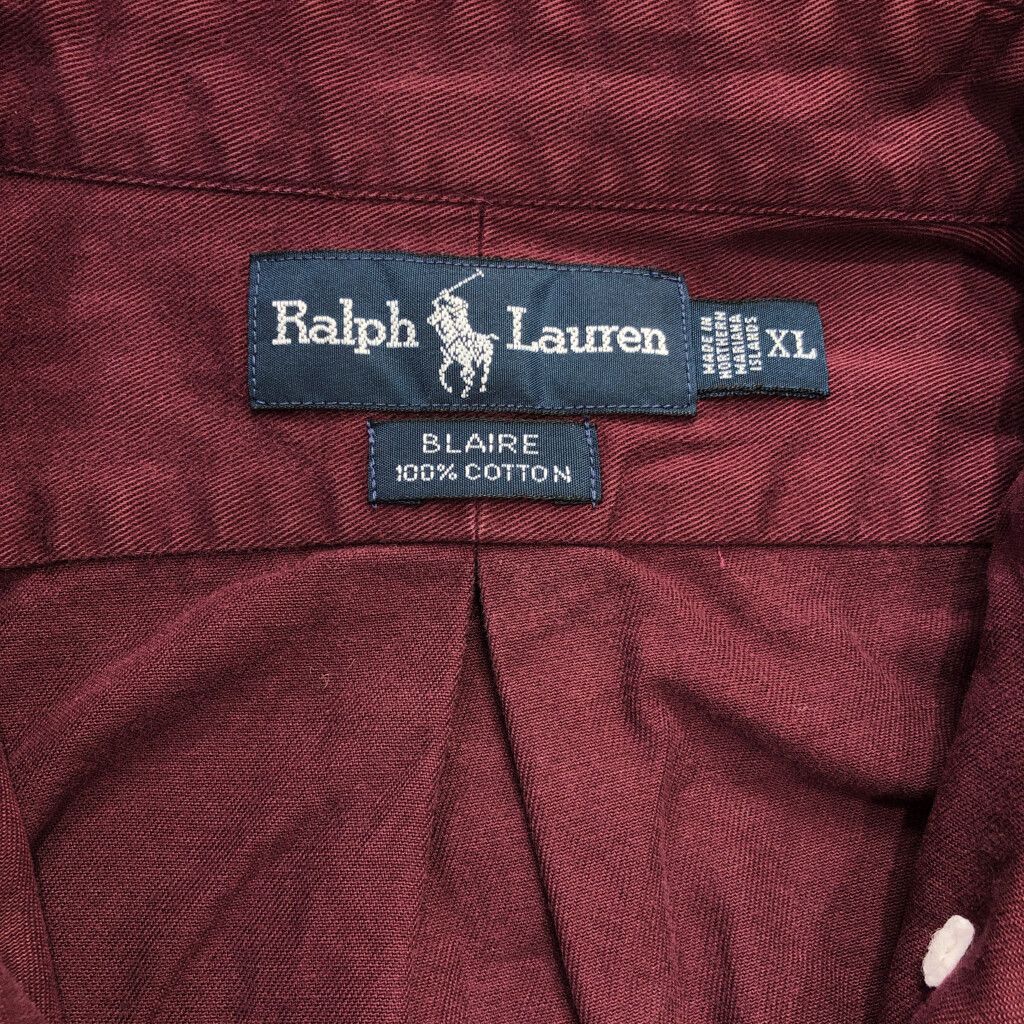 Ralph Lauren
MADE IN
NORTHERN
MARIANA
ISLANDS
XL
BLAIRE
100% COTTON